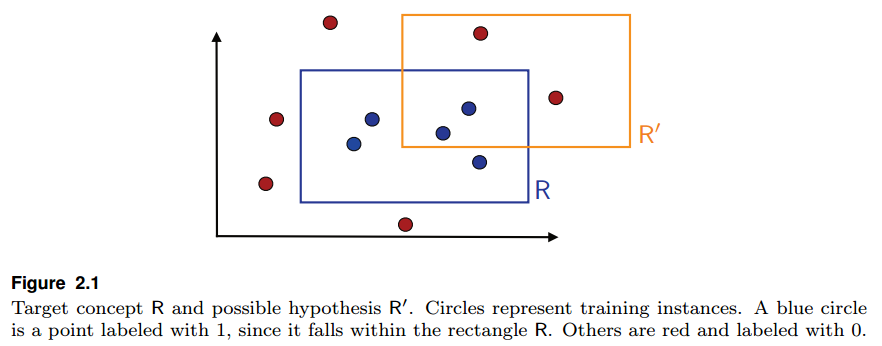 R′
R
Figure 2.1
Target concept R and possible hypothesis R′. Circles represent training instances. A blue circle
is a point labeled with 1, since it falls within the rectangle R. Others are red and labeled with 0.